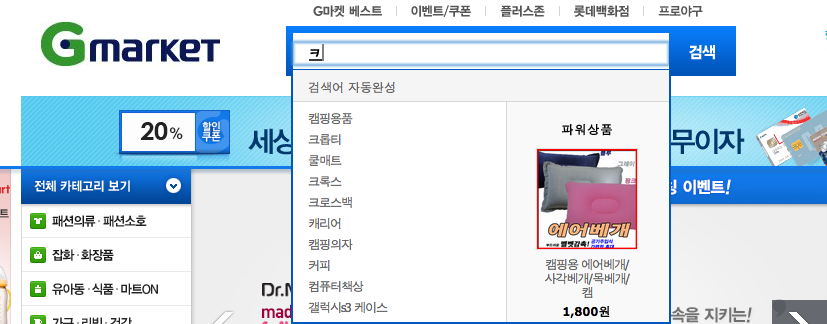 G마켓 베스트
이벤트/쿠폰
플러스존
롯데백화점
프로야구
Gmarket
ㅋ
검색
검색어 자동완성
20%
할인
쿠폰
세상
무이자
캠핑용품
크롭티
쿨매트
크록스
크로스백
캐리어
캠핑의자
커피
컴퓨터책상
갤럭시s3 케이스
파워상품
그레이
핑크
에어베개
캠핑용 에어베개/
사각베개/목베개/
캠
1,800원
이벤트!
전체 카테고리 보기
패션의류·패션소호
잡화·화장품
유아동·식품·마트ON
가구·리빙·건강
Dr.M
mad
속을 지키는!